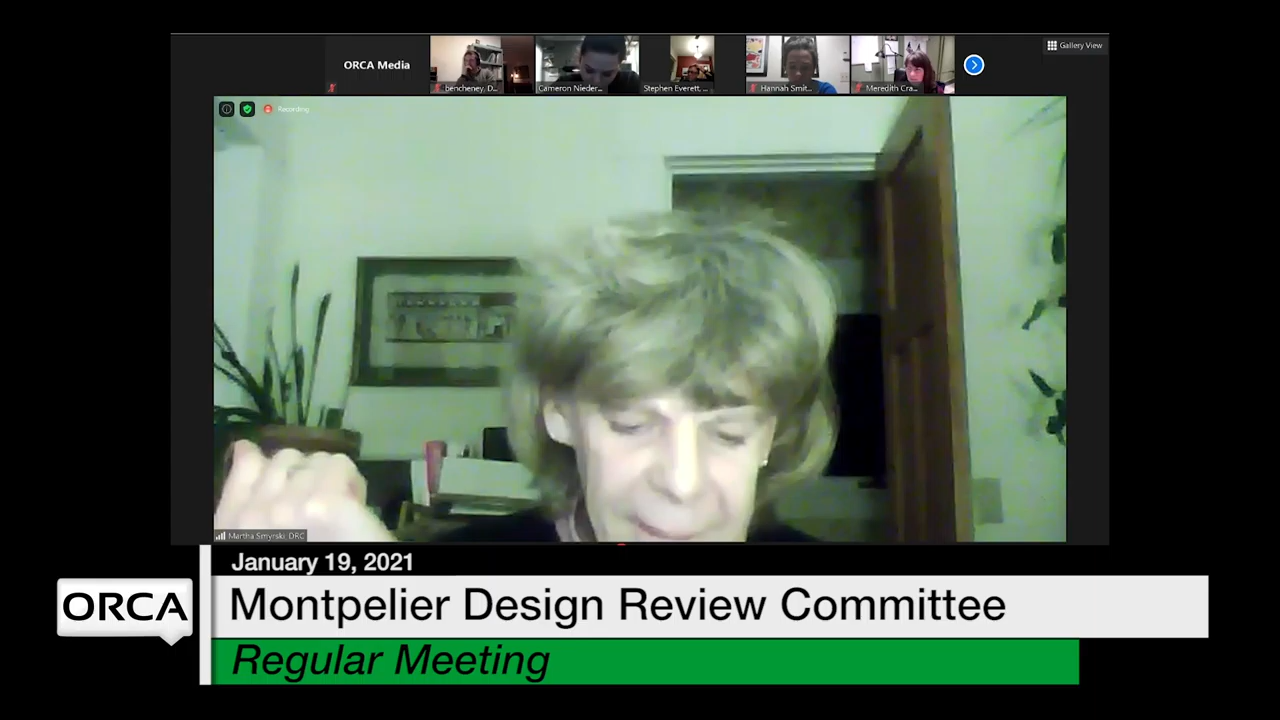 ORCA Media
bencheney, D...
Cameron Nieder...
Stephen Everett, ...
Hannah Smit...
Meredith Cra...
Gallery View
Recording
Martha Smyrski, DRC
January 19, 2021
ORCA
Montpelier Design Review Committee
Regular Meeting